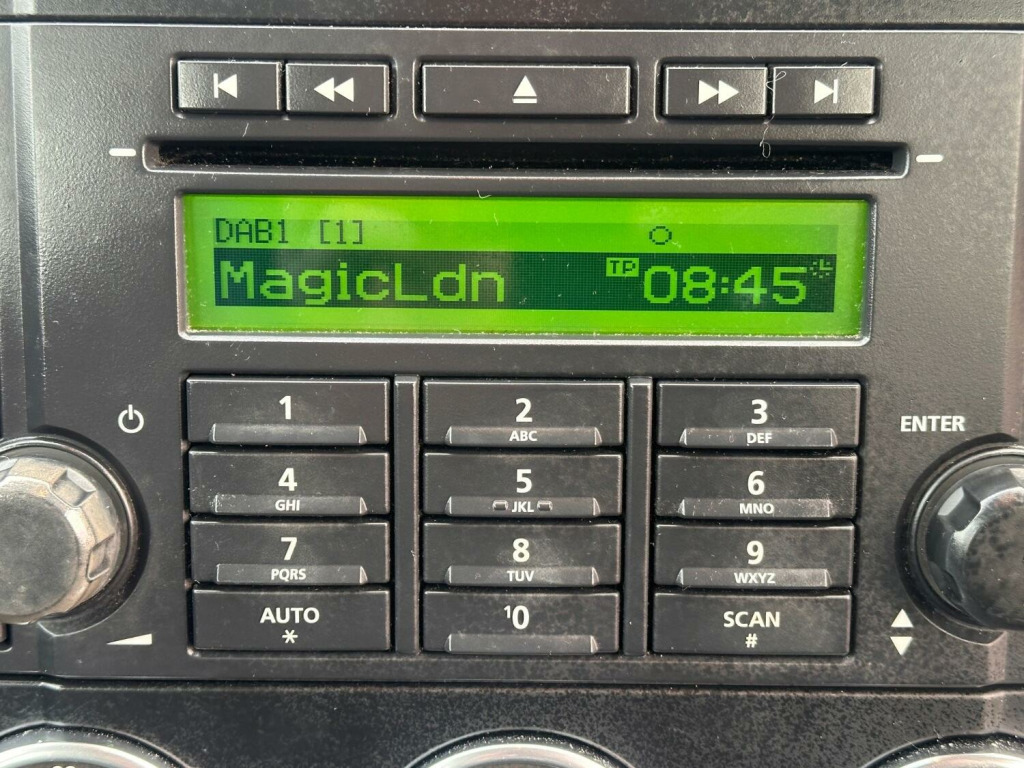 DAB1 [1]
MagicLdn TP 08:45
1 2 ABC 3 DEF
ENTER
4 GHI 5 JKL 6 MNO
7 PQRS 8 TUV 9 WXYZ
AUTO * 10 SCAN #